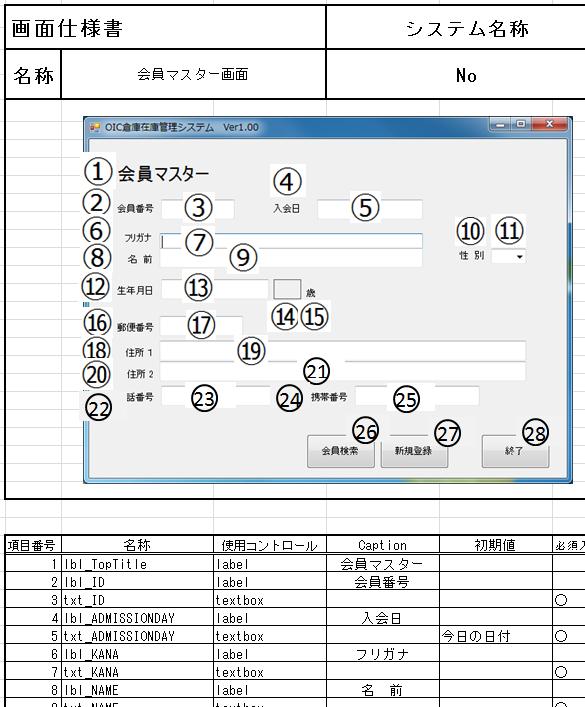 画面仕様書 システム名称
名称 会員マスター画面 No
OIC倉庫在庫管理システム Ver1.00
① 会員マスター ④
② 会員番号 ③ 入会日 ⑤
⑥ フリガナ ⑦ ⑩ ⑪
⑧ 名 前 ⑨ 性 別
⑫ 生年月日 ⑬ 歳
⑭ ⑮
⑯ 郵便番号 ⑰
⑱ 住所 1 ⑲
⑳ 住所 2 ㉑
㉒ 話番号 ㉓ ㉔ 携帯番号 ㉕
㉖ ㉗ ㉘
会員検索 新規登録 終了
項目番号 名称 使用コントロール Caption 初期値 必須
1 lbl_TopTitle label 会員マスター
2 lbl_ID label 会員番号
3 txt_ID textbox ○
4 lbl_ADMISSIONDAY label 入会日
5 txt_ADMISSIONDAY textbox 今日の日付 ○
6 lbl_KANA label フリガナ
7 txt_KANA textbox ○
8 lbl_NAME label 名 前